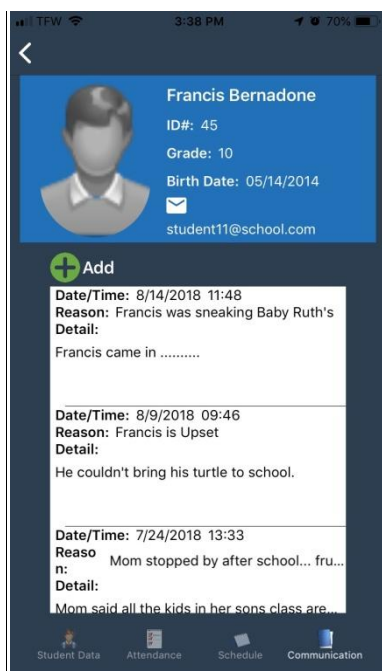 TFW 3:38 PM 70%
Francis Bernadone
ID#: 45
Grade: 10
Birth Date: 05/14/2014
student11@school.com
Add
Date/Time: 8/14/2018 11:48
Reason: Francis was sneaking Baby Ruth's
Detail:
Francis came in ..........
Date/Time: 8/9/2018 09:46
Reason: Francis is Upset
Detail:
He couldn't bring his turtle to school.
Date/Time: 7/24/2018 13:33
Reaso
n: Mom stopped by after school... fru...
Detail:
Mom said all the kids in her sons class are...
Student Data Attendance Schedule Communication